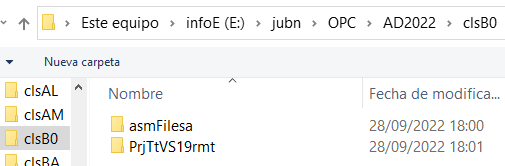 Este equipo > infoE (E:) > jubn > OPC > AD2022 > clsB0
Nueva carpeta
clsAL
clsAM
clsB0
clsBA
Nombre Fecha de modifica...
asmFilesa 28/09/2022 18:00
PrjTtVS19rmt 28/09/2022 18:01